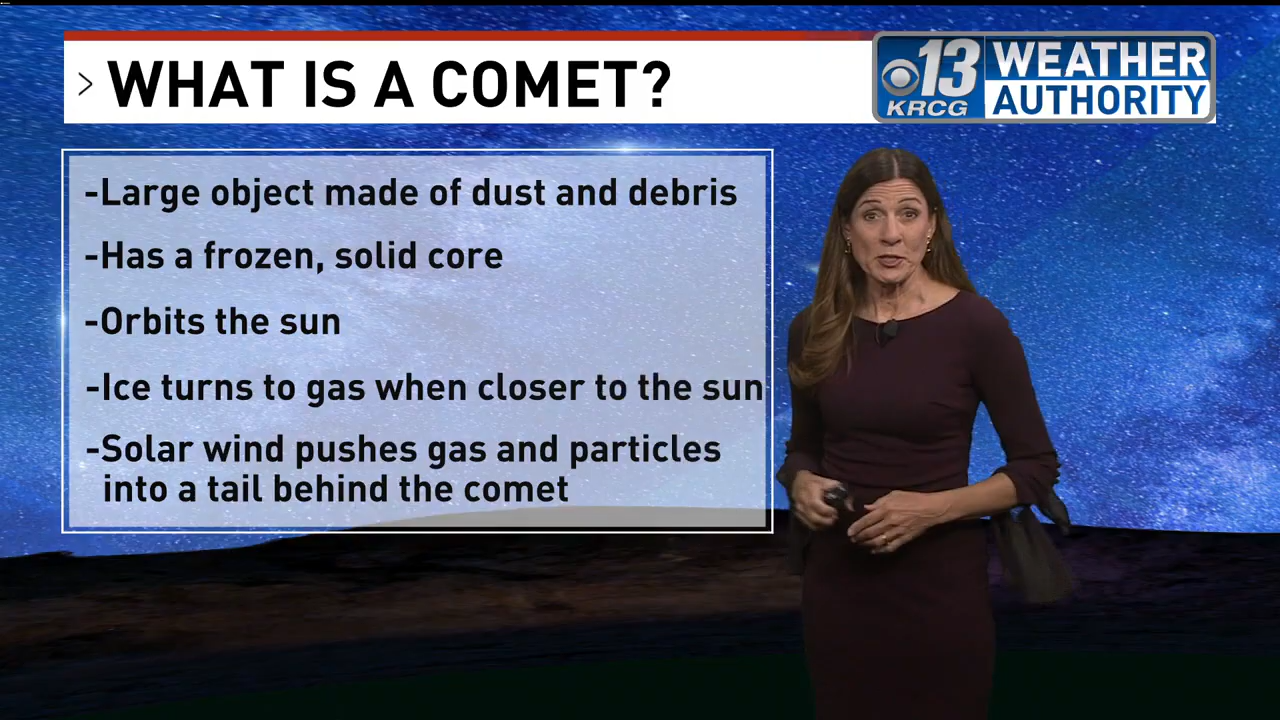 > WHAT IS A COMET?
13
KRCG
WEATHER
AUTHORITY
-Large object made of dust and debris
-Has a frozen, solid core
-Orbits the sun
-Ice turns to gas when closer to the sun
-Solar wind pushes gas and particles
into a tail behind the comet